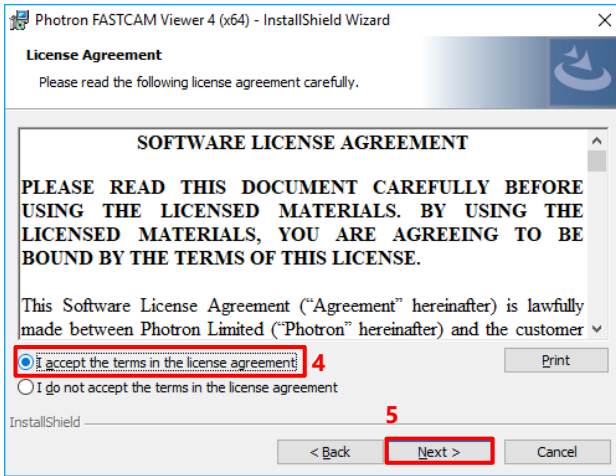 Photron FASTCAM Viewer 4 (x64) - InstallShield Wizard
License Agreement
Please read the following license agreement carefully.
SOFTWARE LICENSE AGREEMENT
PLEASE READ THIS DOCUMENT CAREFULLY BEFORE
USING THE LICENSED MATERIALS. BY USING THE
LICENSED MATERIALS, YOU ARE AGREEING TO BE
BOUND BY THE TERMS OF THIS LICENSE.
This Software License Agreement (“Agreement” hereinafter) is lawfully
made between Photron Limited (“Photron” hereinafter) and the customer
I accept the terms in the license agreement 4
Print
I do not accept the terms in the license agreement
InstallShield
5
< Back Next > Cancel